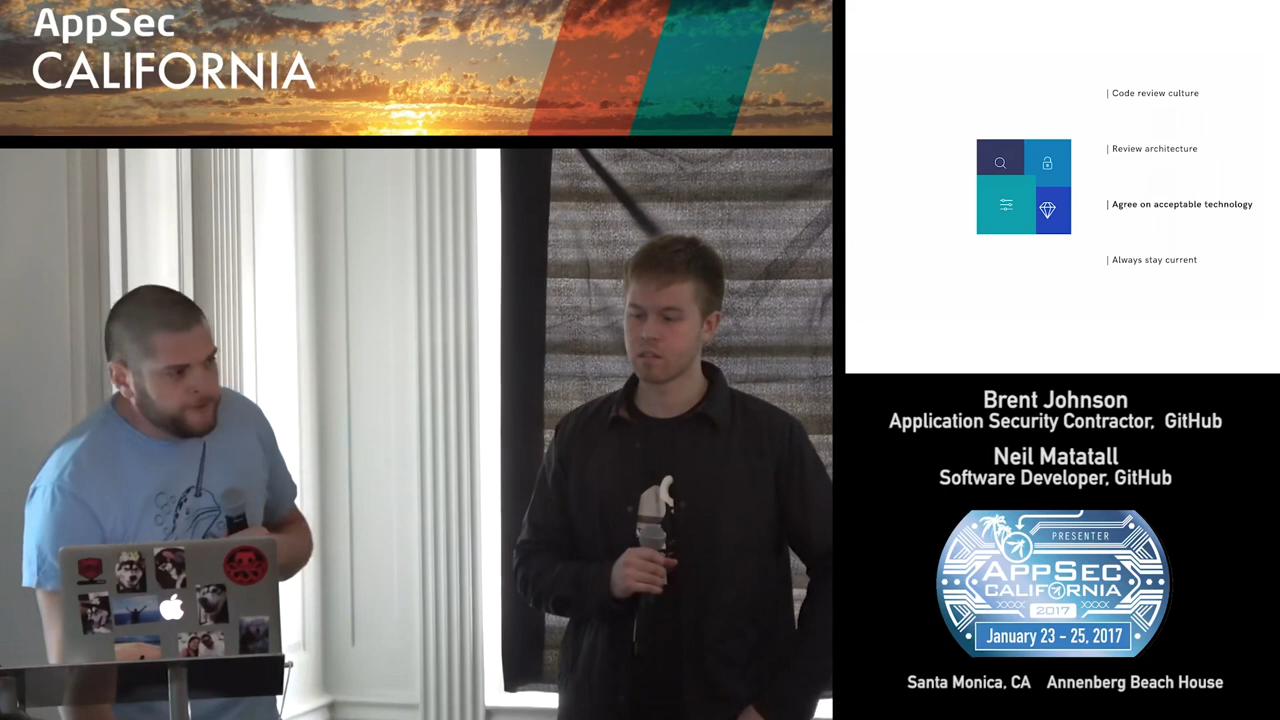 AppSec
CALIFORNIA
| Code review culture
| Review architecture
| Agree on acceptable technology
| Always stay current
Brent Johnson
Application Security Contractor, GitHub
Neil Matatall
Software Developer, GitHub
PRESENTER
APPSEC
CALIFORNIA
XXXX 2017 XXXX
January 23 - 25, 2017
Santa Monica, CA Annenberg Beach House